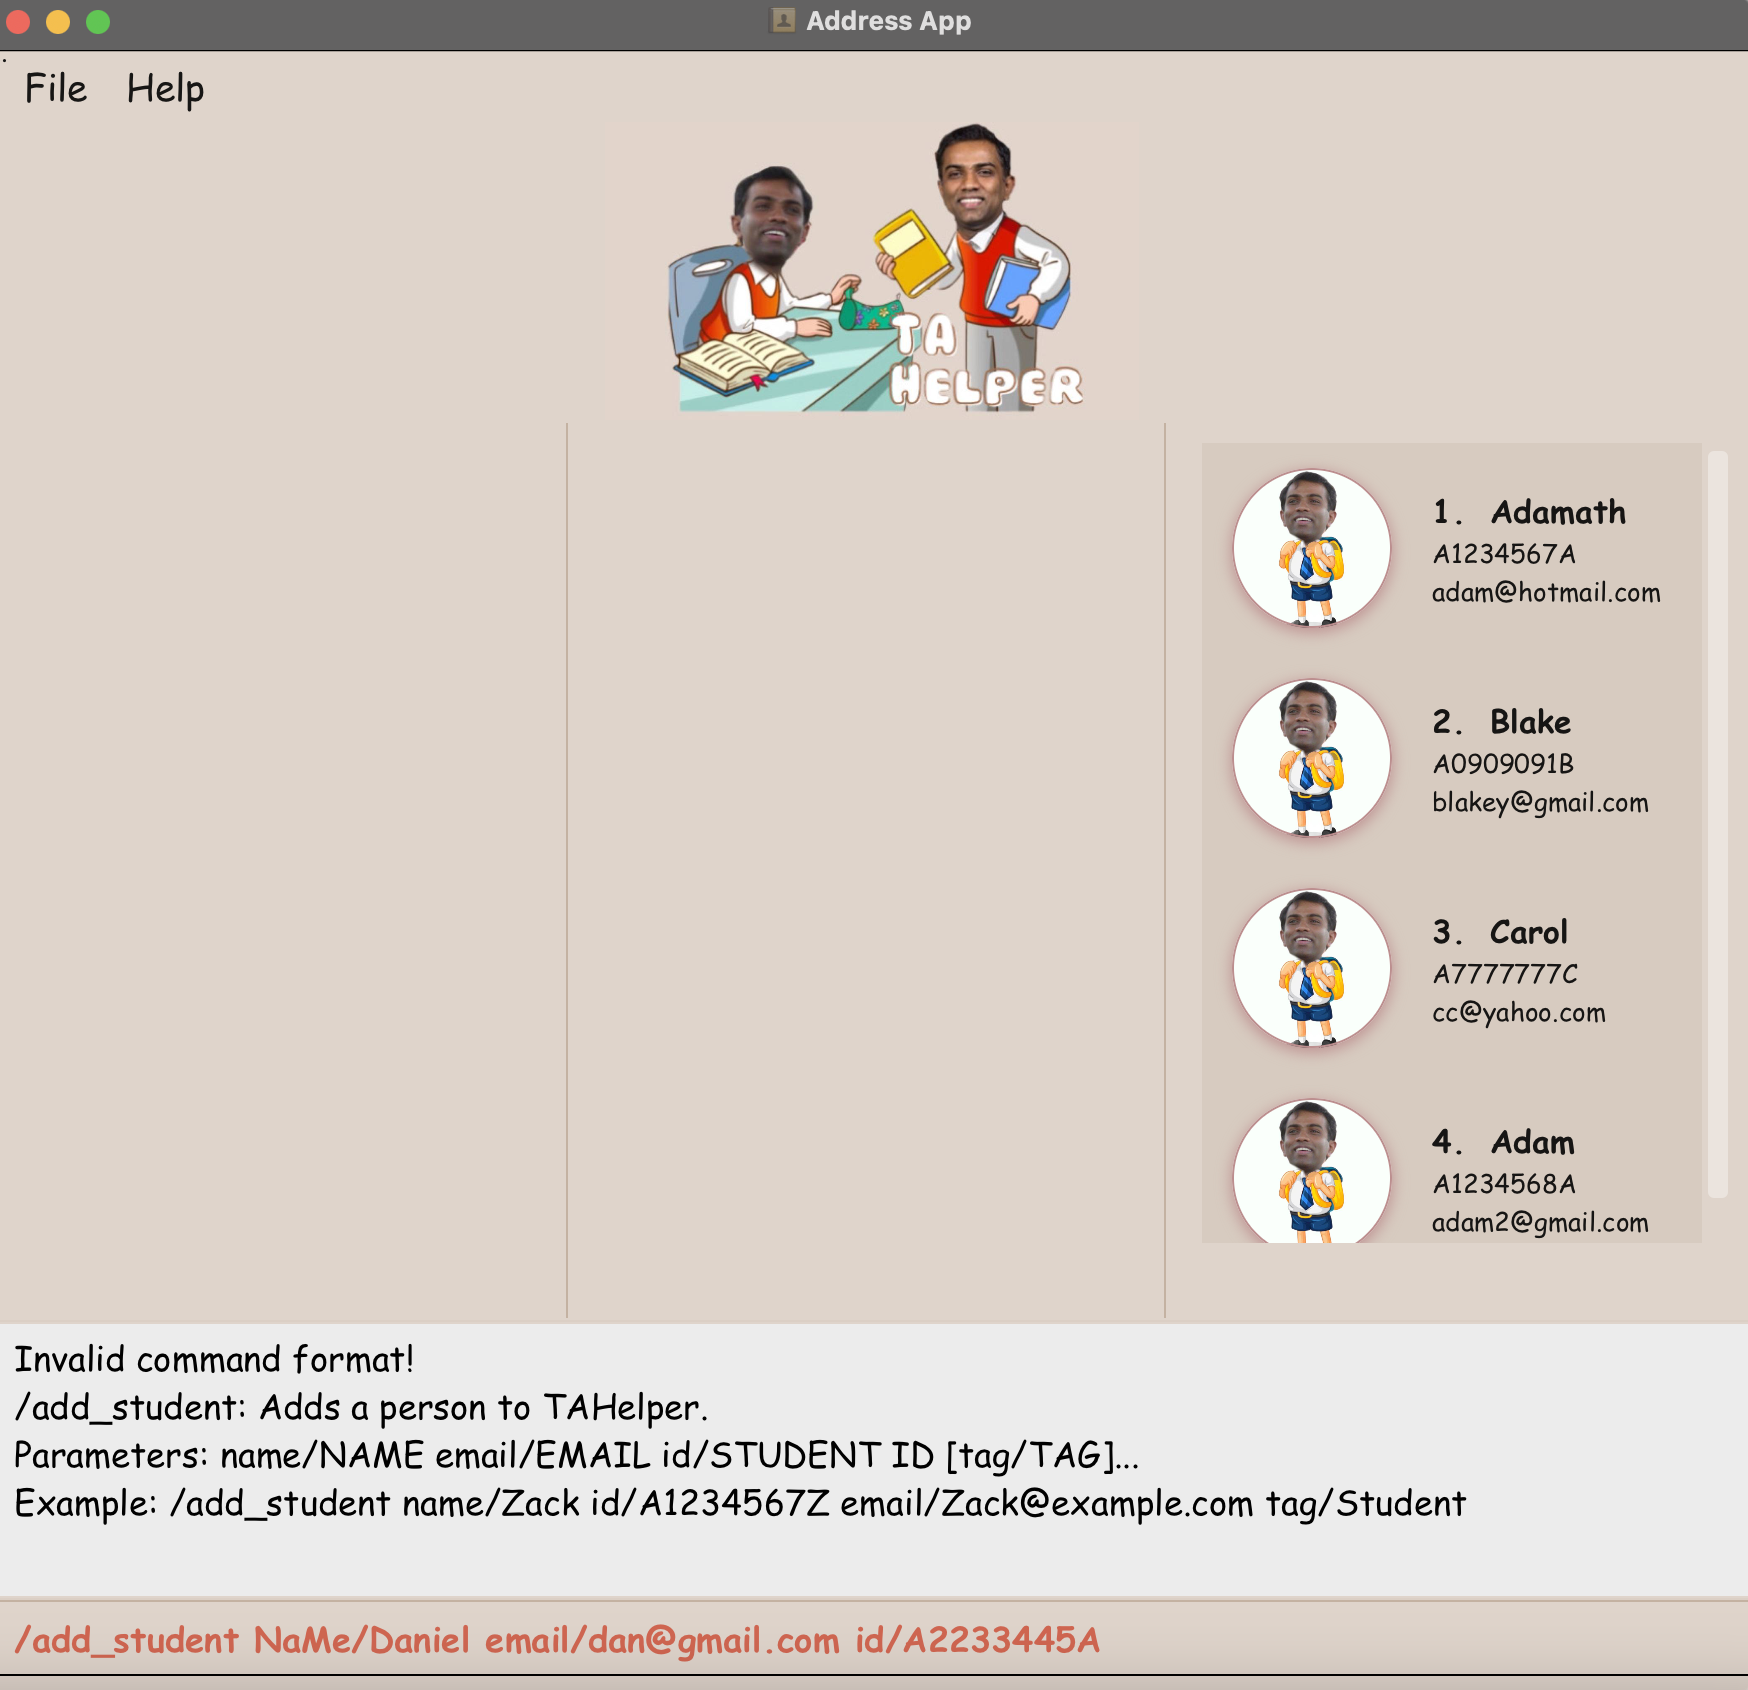 Address App
File Help
TA
HELPER
1. Adamath
A1234567A
adam@hotmail.com
2. Blake
A0909091B
blakey@gmail.com
3. Carol
A7777777C
cc@yahoo.com
4. Adam
A1234568A
adam2@gmail.com
Invalid command format!
/add_student: Adds a person to TAHelper.
Parameters: name/NAME email/EMAIL id/STUDENT ID [tag/TAG]...
Example: /add_student name/Zack id/A1234567Z email/Zack@example.com tag/Student
/add_student NaMe/Daniel email/dan@gmail.com id/A2233445A